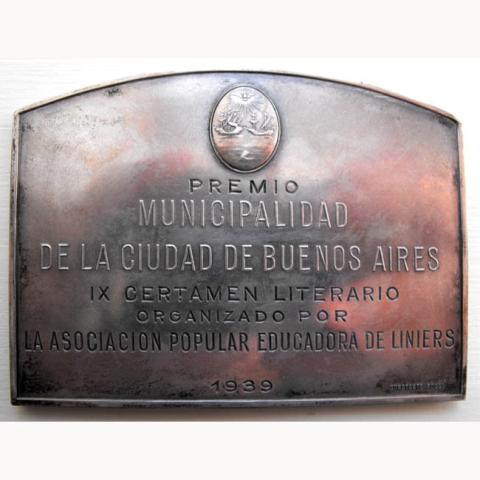 PREMIO
MUNICIPALIDAD
DE LA CIUDAD DE BUENOS AIRES
IX CERTAMEN LITERARIO
ORGANIZADO POR
LA ASOCIACION POPULAR EDUCADORA DE LINIERS
1939